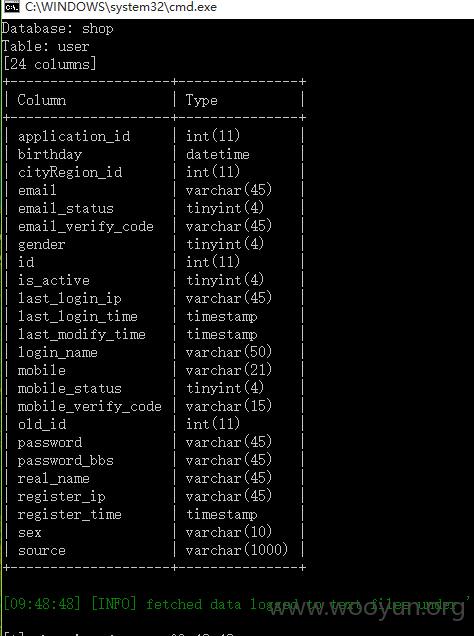 C:\WINDOWS\system32\cmd.exe
Database: shop
Table: user
[24 columns]
+-------------------+---------------+
| Column | Type |
+-------------------+---------------+
| application_id | int(11)
| birthday | datetime
| cityRegion_id | int(11)
| email | varchar(45)
| email_status | tinyint(4)
| email_verify_code | varchar(45)
| gender | tinyint(4)
| id | int(11)
| is_active | tinyint(4)
| last_login_ip | varchar(45)
| last_login_time | timestamp
| last_modify_time | timestamp
| login_name | varchar(50)
| mobile | varchar(21)
| mobile_status | tinyint(4)
| mobile_verify_code | varchar(15)
| old_id | int(11)
| password | varchar(45)
| password_bbs | varchar(45)
| real_name | varchar(45)
| register_ip | varchar(45)
| register_time | timestamp
| sex | varchar(10)
| source | varchar(1000)
+-------------------+---------------+
[09:48:48] [INFO] fetched data logged to text files under '
www.wooyun.org